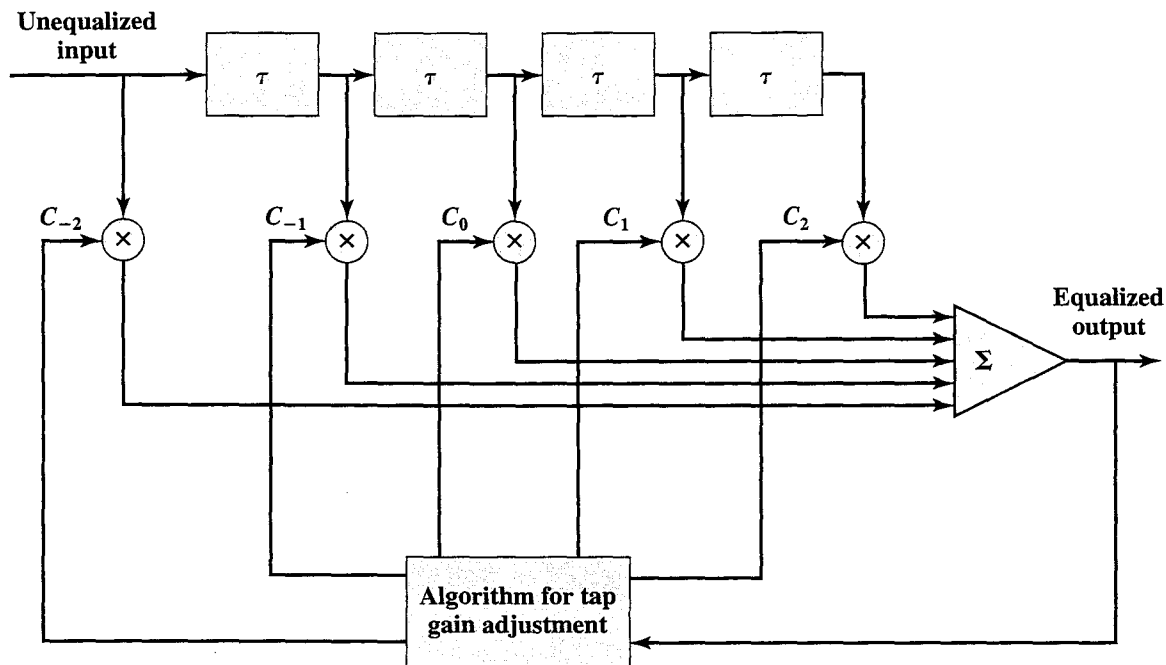 Unequalized
input
τ
τ
τ
τ
C₋₂
C₋₁
C₀
C₁
C₂
×
×
×
×
×
Equalized
output
Σ
Algorithm for tap
gain adjustment